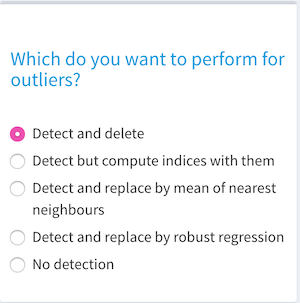 Which do you want to perform for
outliers?
Detect and delete
Detect but compute indices with them
Detect and replace by mean of nearest
neighbours
Detect and replace by robust regression
No detection